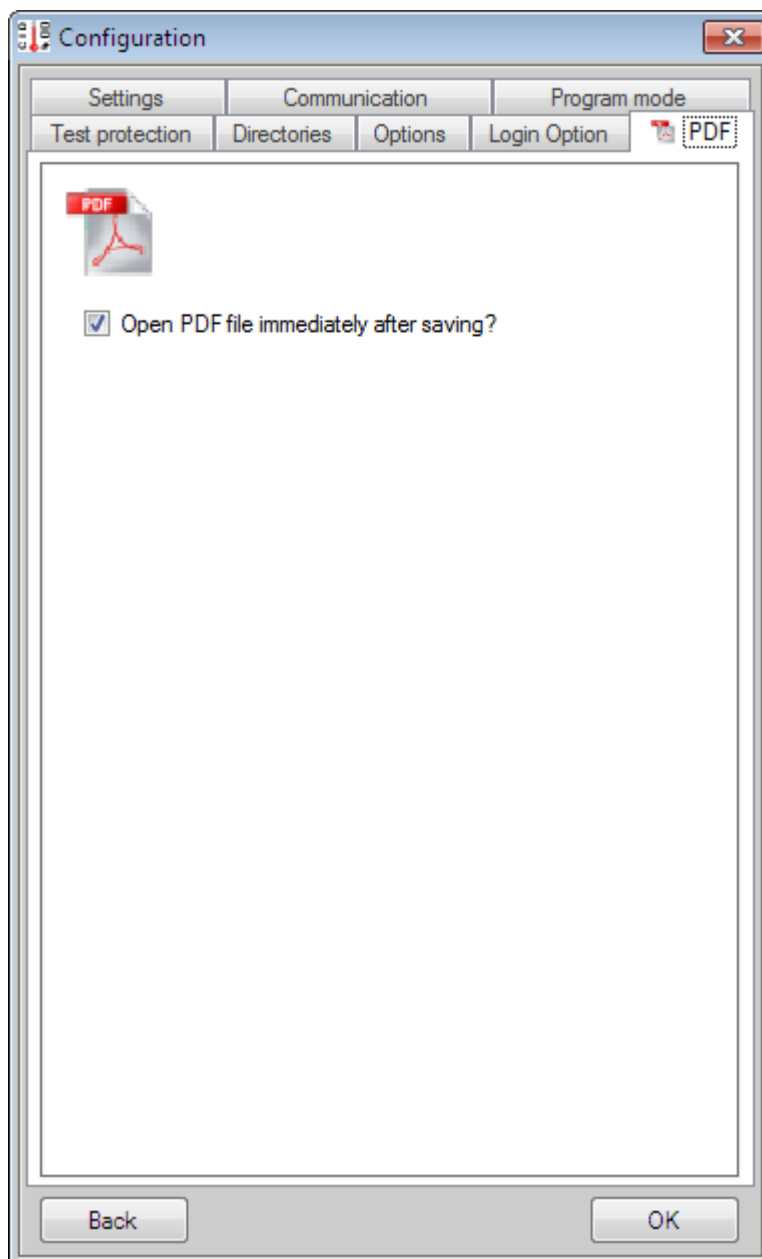 Configuration
Settings Communication Program mode
Test protection Directories Options Login Option PDF
PDF
Open PDF file immediately after saving?
Back OK